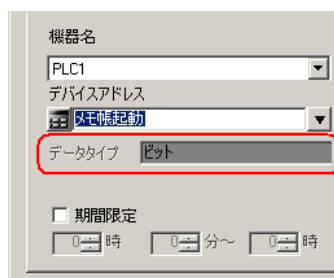 機器名
PLC1
デバイスアドレス
メモ帳起動
データタイプ ビット
期間限定
0 時 0 分～ 0 時